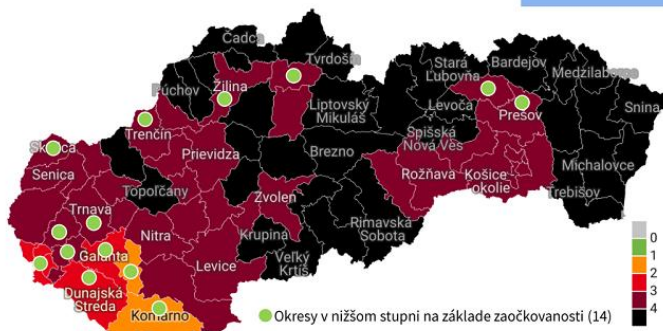 Čadca
Tvrdošín
Stará
Ľubovňa
Bardejov
Medzilaborce
Púchov
Žilina
Liptovský
Mikuláš
Levoča
Prešov
Snina
Trenčín
Skalica
Prievidza
Spišská
Nová Ves
Brezno
Michalovce
Senica
Rožňava
Košice
okolie
Topoľčany
Zvolen
Trebišov
Trnava
Rimavská
Sobota
Nitra
Krupina
Galanta
Levice
Veľký
Krtíš
Dunajská
Streda
Komárno
Okresy v nižšom stupni na základe zaočkovanosti (14)
0
1
2
3
4